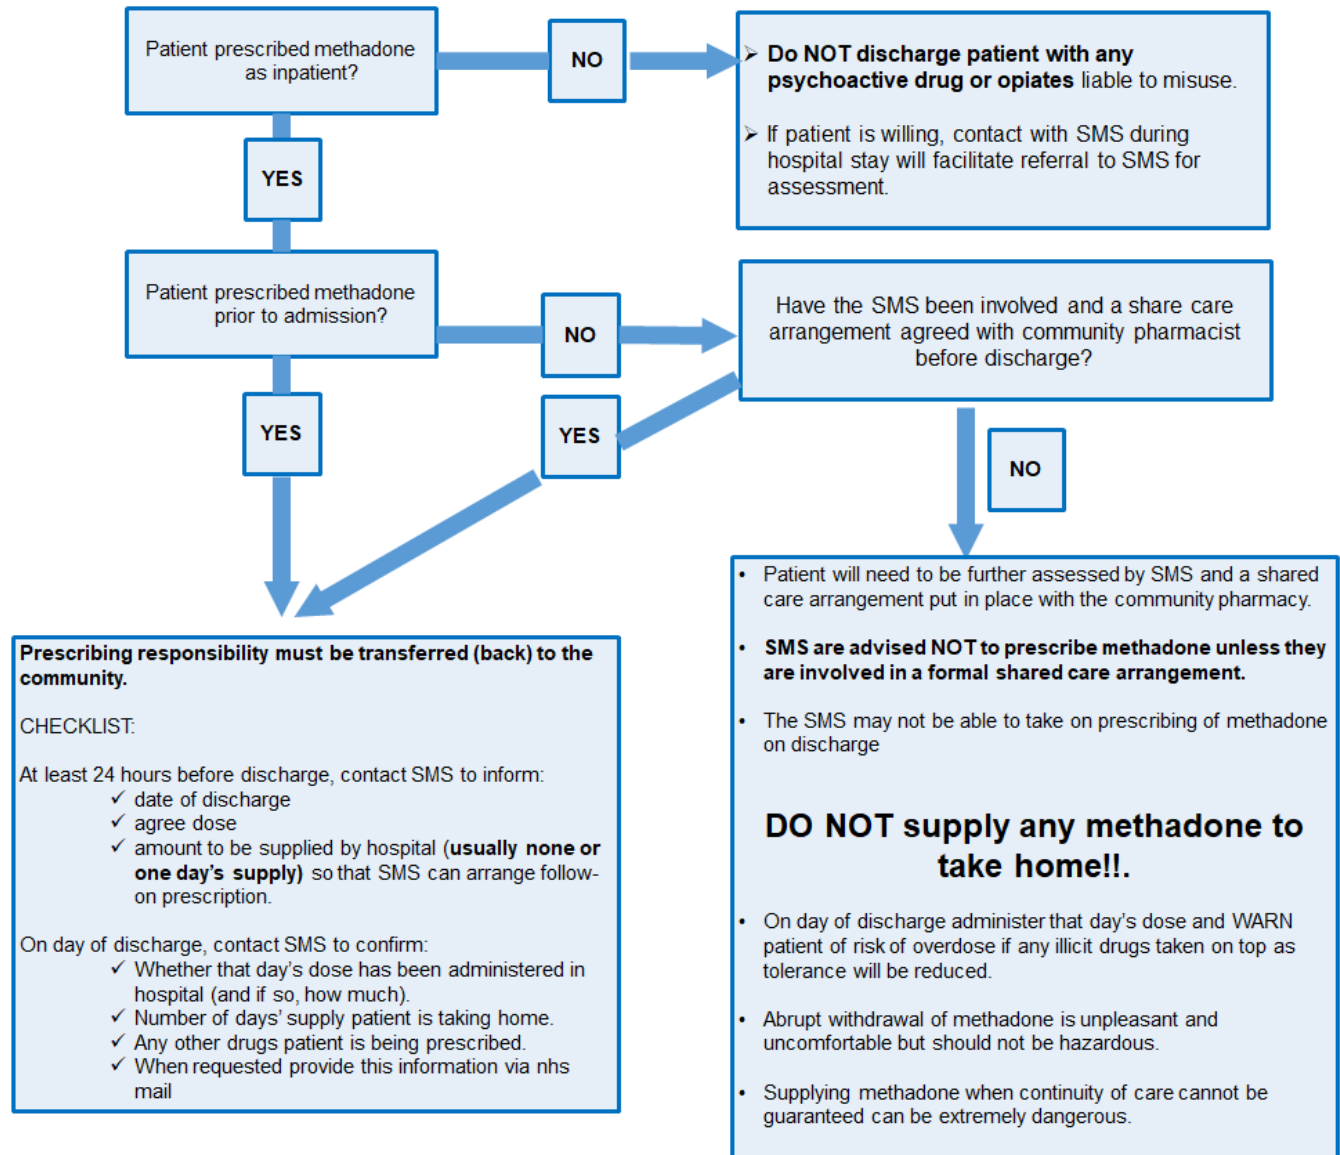 Patient prescribed methadone
as inpatient?
NO
➢ Do NOT discharge patient with any
psychoactive drug or opiates liable to misuse.
➢ If patient is willing, contact with SMS during
hospital stay will facilitate referral to SMS for
assessment.
YES
Patient prescribed methadone
prior to admission?
NO
Have the SMS been involved and a share care
arrangement agreed with community pharmacist
before discharge?
YES
YES
NO
Prescribing responsibility must be transferred (back) to the
community.
CHECKLIST:
At least 24 hours before discharge, contact SMS to inform:
✓ date of discharge
✓ agree dose
✓ amount to be supplied by hospital (usually none or
one day's supply) so that SMS can arrange follow-
on prescription.
On day of discharge, contact SMS to confirm:
✓ Whether that day's dose has been administered in
hospital (and if so, how much).
✓ Number of days' supply patient is taking home.
✓ Any other drugs patient is being prescribed.
✓ When requested provide this information via nhs
mail
• Patient will need to be further assessed by SMS and a shared
care arrangement put in place with the community pharmacy.
• SMS are advised NOT to prescribe methadone unless they
are involved in a formal shared care arrangement.
• The SMS may not be able to take on prescribing of methadone
on discharge
DO NOT supply any methadone to
take home!!.
• On day of discharge administer that day's dose and WARN
patient of risk of overdose if any illicit drugs taken on top as
tolerance will be reduced.
• Abrupt withdrawal of methadone is unpleasant and
uncomfortable but should not be hazardous.
• Supplying methadone when continuity of care cannot be
guaranteed can be extremely dangerous.